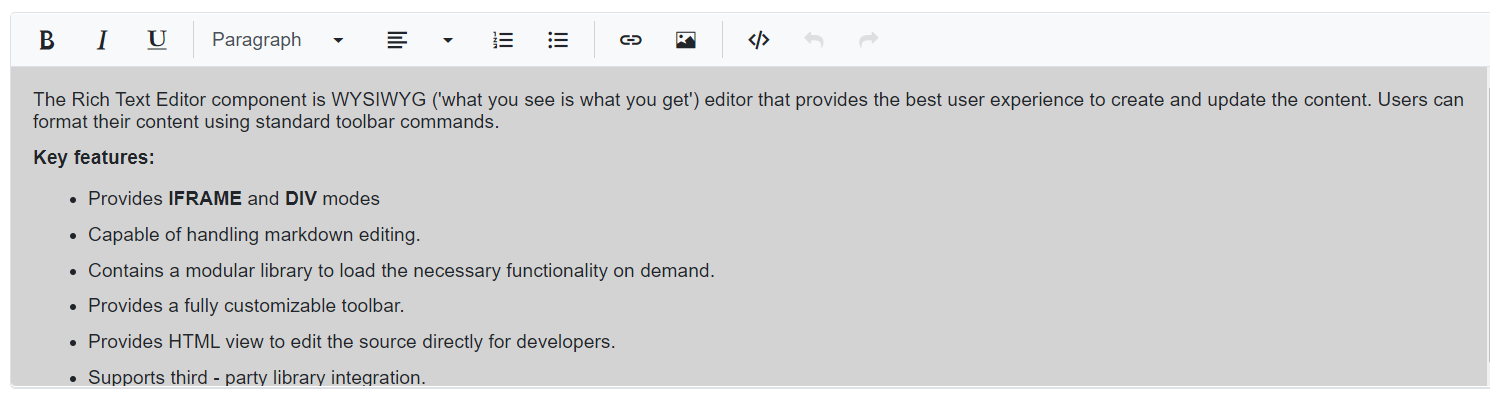 B I U Paragraph
The Rich Text Editor component is WYSIWYG ('what you see is what you get') editor that provides the best user experience to create and update the content. Users can
format their content using standard toolbar commands.
Key features:
• Provides IFRAME and DIV modes
• Capable of handling markdown editing.
• Contains a modular library to load the necessary functionality on demand.
• Provides a fully customizable toolbar.
• Provides HTML view to edit the source directly for developers.
• Supports third - party library integration.